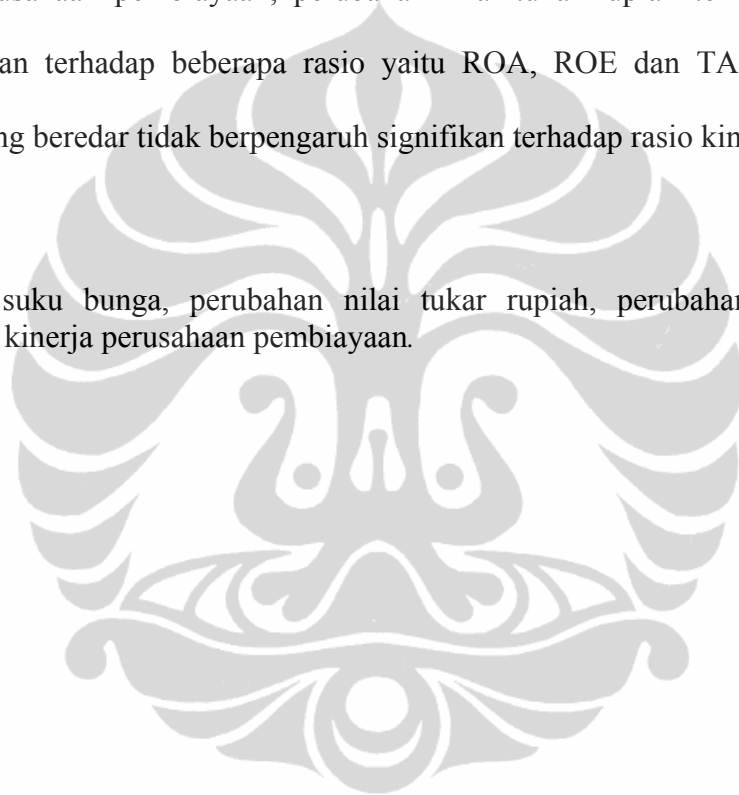 an terhadap beberapa rasio yaitu ROA, ROE dan TA
ng beredar tidak berpengaruh signifikan terhadap rasio kin
suku bunga, perubahan nilai tukar rupiah, perubahan
kinerja perusahaan pembiayaan.